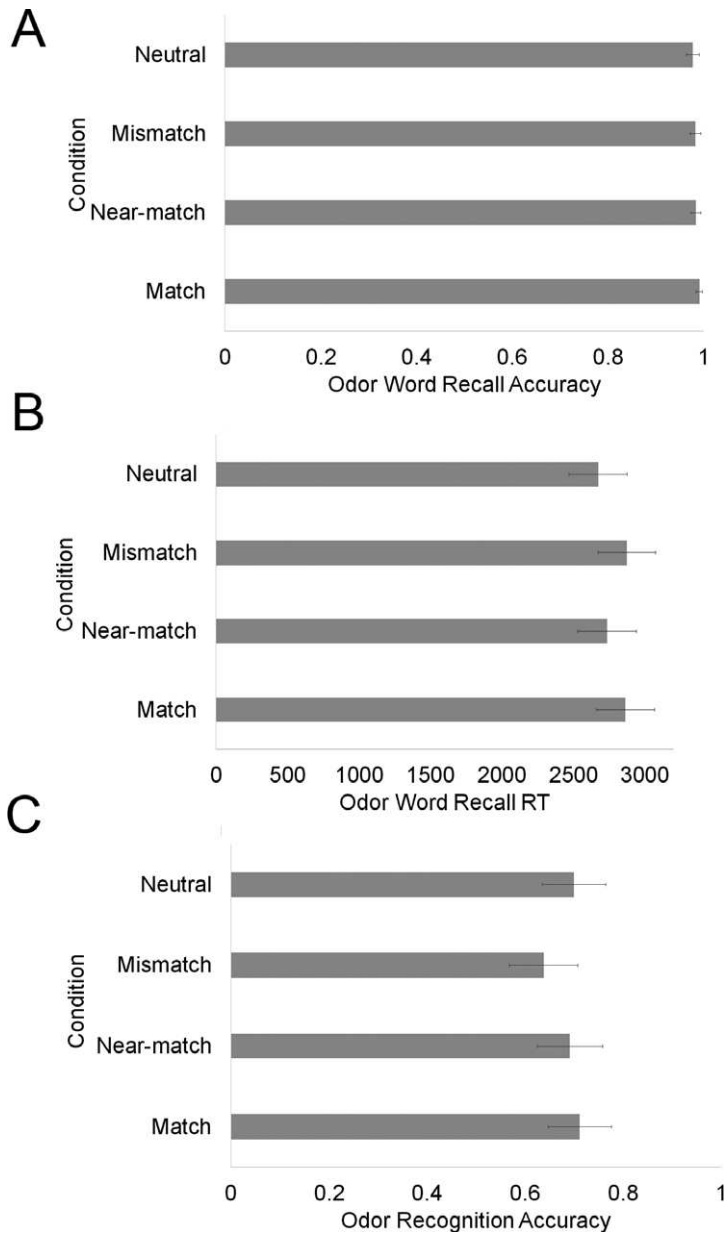 A
Condition
Neutral
Mismatch
Near-match
Match
0 0.2 0.4 0.6 0.8 1
Odor Word Recall Accuracy
B
Condition
Neutral
Mismatch
Near-match
Match
0 500 1000 1500 2000 2500 3000
Odor Word Recall RT
C
Condition
Neutral
Mismatch
Near-match
Match
0 0.2 0.4 0.6 0.8 1
Odor Recognition Accuracy